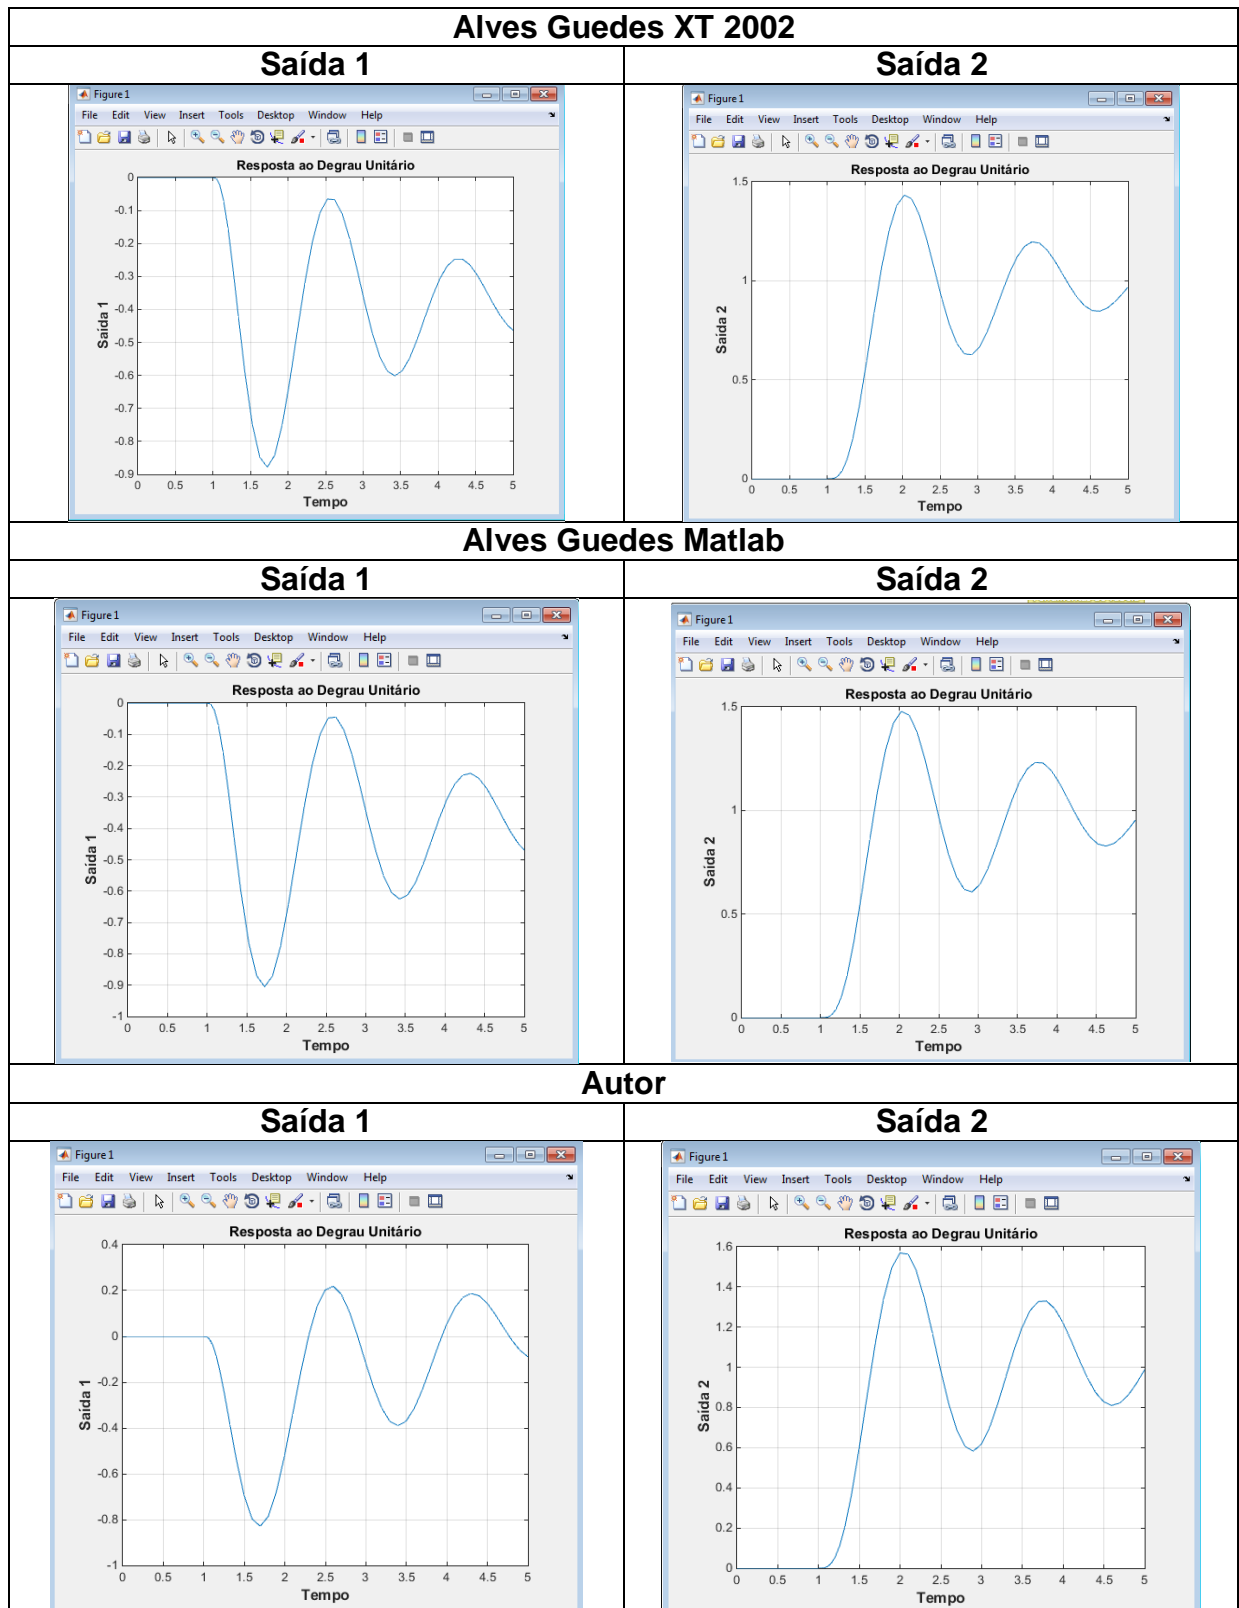 Alves Guedes XT 2002
Saída 1
Saída 2
Figure 1
File Edit View Insert Tools Desktop Window Help
Resposta ao Degrau Unitário
0
-0.1
-0.2
-0.3
-0.4
-0.5
-0.6
-0.7
-0.8
-0.9
Saída 1
0 0.5 1 1.5 2 2.5 3 3.5 4 4.5 5
Tempo
Figure 1
File Edit View Insert Tools Desktop Window Help
Resposta ao Degrau Unitário
1.5
1
0.5
0
Saída 2
0 0.5 1 1.5 2 2.5 3 3.5 4 4.5 5
Tempo
Alves Guedes Matlab
Saída 1
Saída 2
Figure 1
File Edit View Insert Tools Desktop Window Help
Resposta ao Degrau Unitário
0
-0.1
-0.2
-0.3
-0.4
-0.5
-0.6
-0.7
-0.8
-0.9
-1
Saída 1
0 0.5 1 1.5 2 2.5 3 3.5 4 4.5 5
Tempo
Figure 1
File Edit View Insert Tools Desktop Window Help
Resposta ao Degrau Unitário
1.5
1
0.5
0
Saída 2
0 0.5 1 1.5 2 2.5 3 3.5 4 4.5 5
Tempo
Autor
Saída 1
Saída 2
Figure 1
File Edit View Insert Tools Desktop Window Help
Resposta ao Degrau Unitário
0.4
0.2
0
-0.2
-0.4
-0.6
-0.8
-1
Saída 1
0 0.5 1 1.5 2 2.5 3 3.5 4 4.5 5
Tempo
Figure 1
File Edit View Insert Tools Desktop Window Help
Resposta ao Degrau Unitário
1.6
1.4
1.2
1
0.8
0.6
0.4
0.2
0
Saída 2
0 0.5 1 1.5 2 2.5 3 3.5 4 4.5 5
Tempo